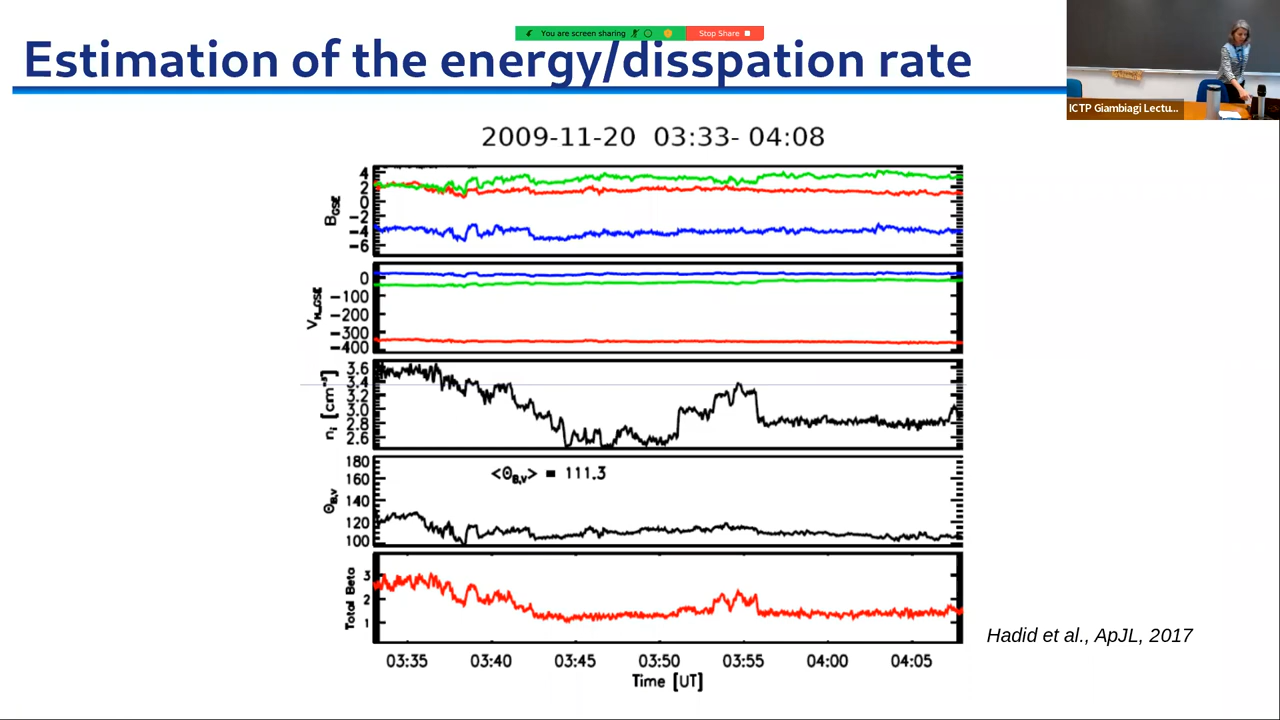 You are screen sharing
Stop Share
Estimation of the energy/disspation rate
ICTP Giambiagi Lectu...
2009-11-20 03:33- 04:08
4
2
0
-2
-4
-6
B_GSE
0
-100
-200
-300
-400
V_H_GSE
3.6
3.4
3.2
3.0
2.8
2.6
n_i [cm⁻³]
180
160
140
120
100
Θ_B,V
<Θ_B,V> = 111.3
3
2
1
Total Beta
Hadid et al., ApJL, 2017
03:35 03:40 03:45 03:50 03:55 04:00 04:05
Time [UT]